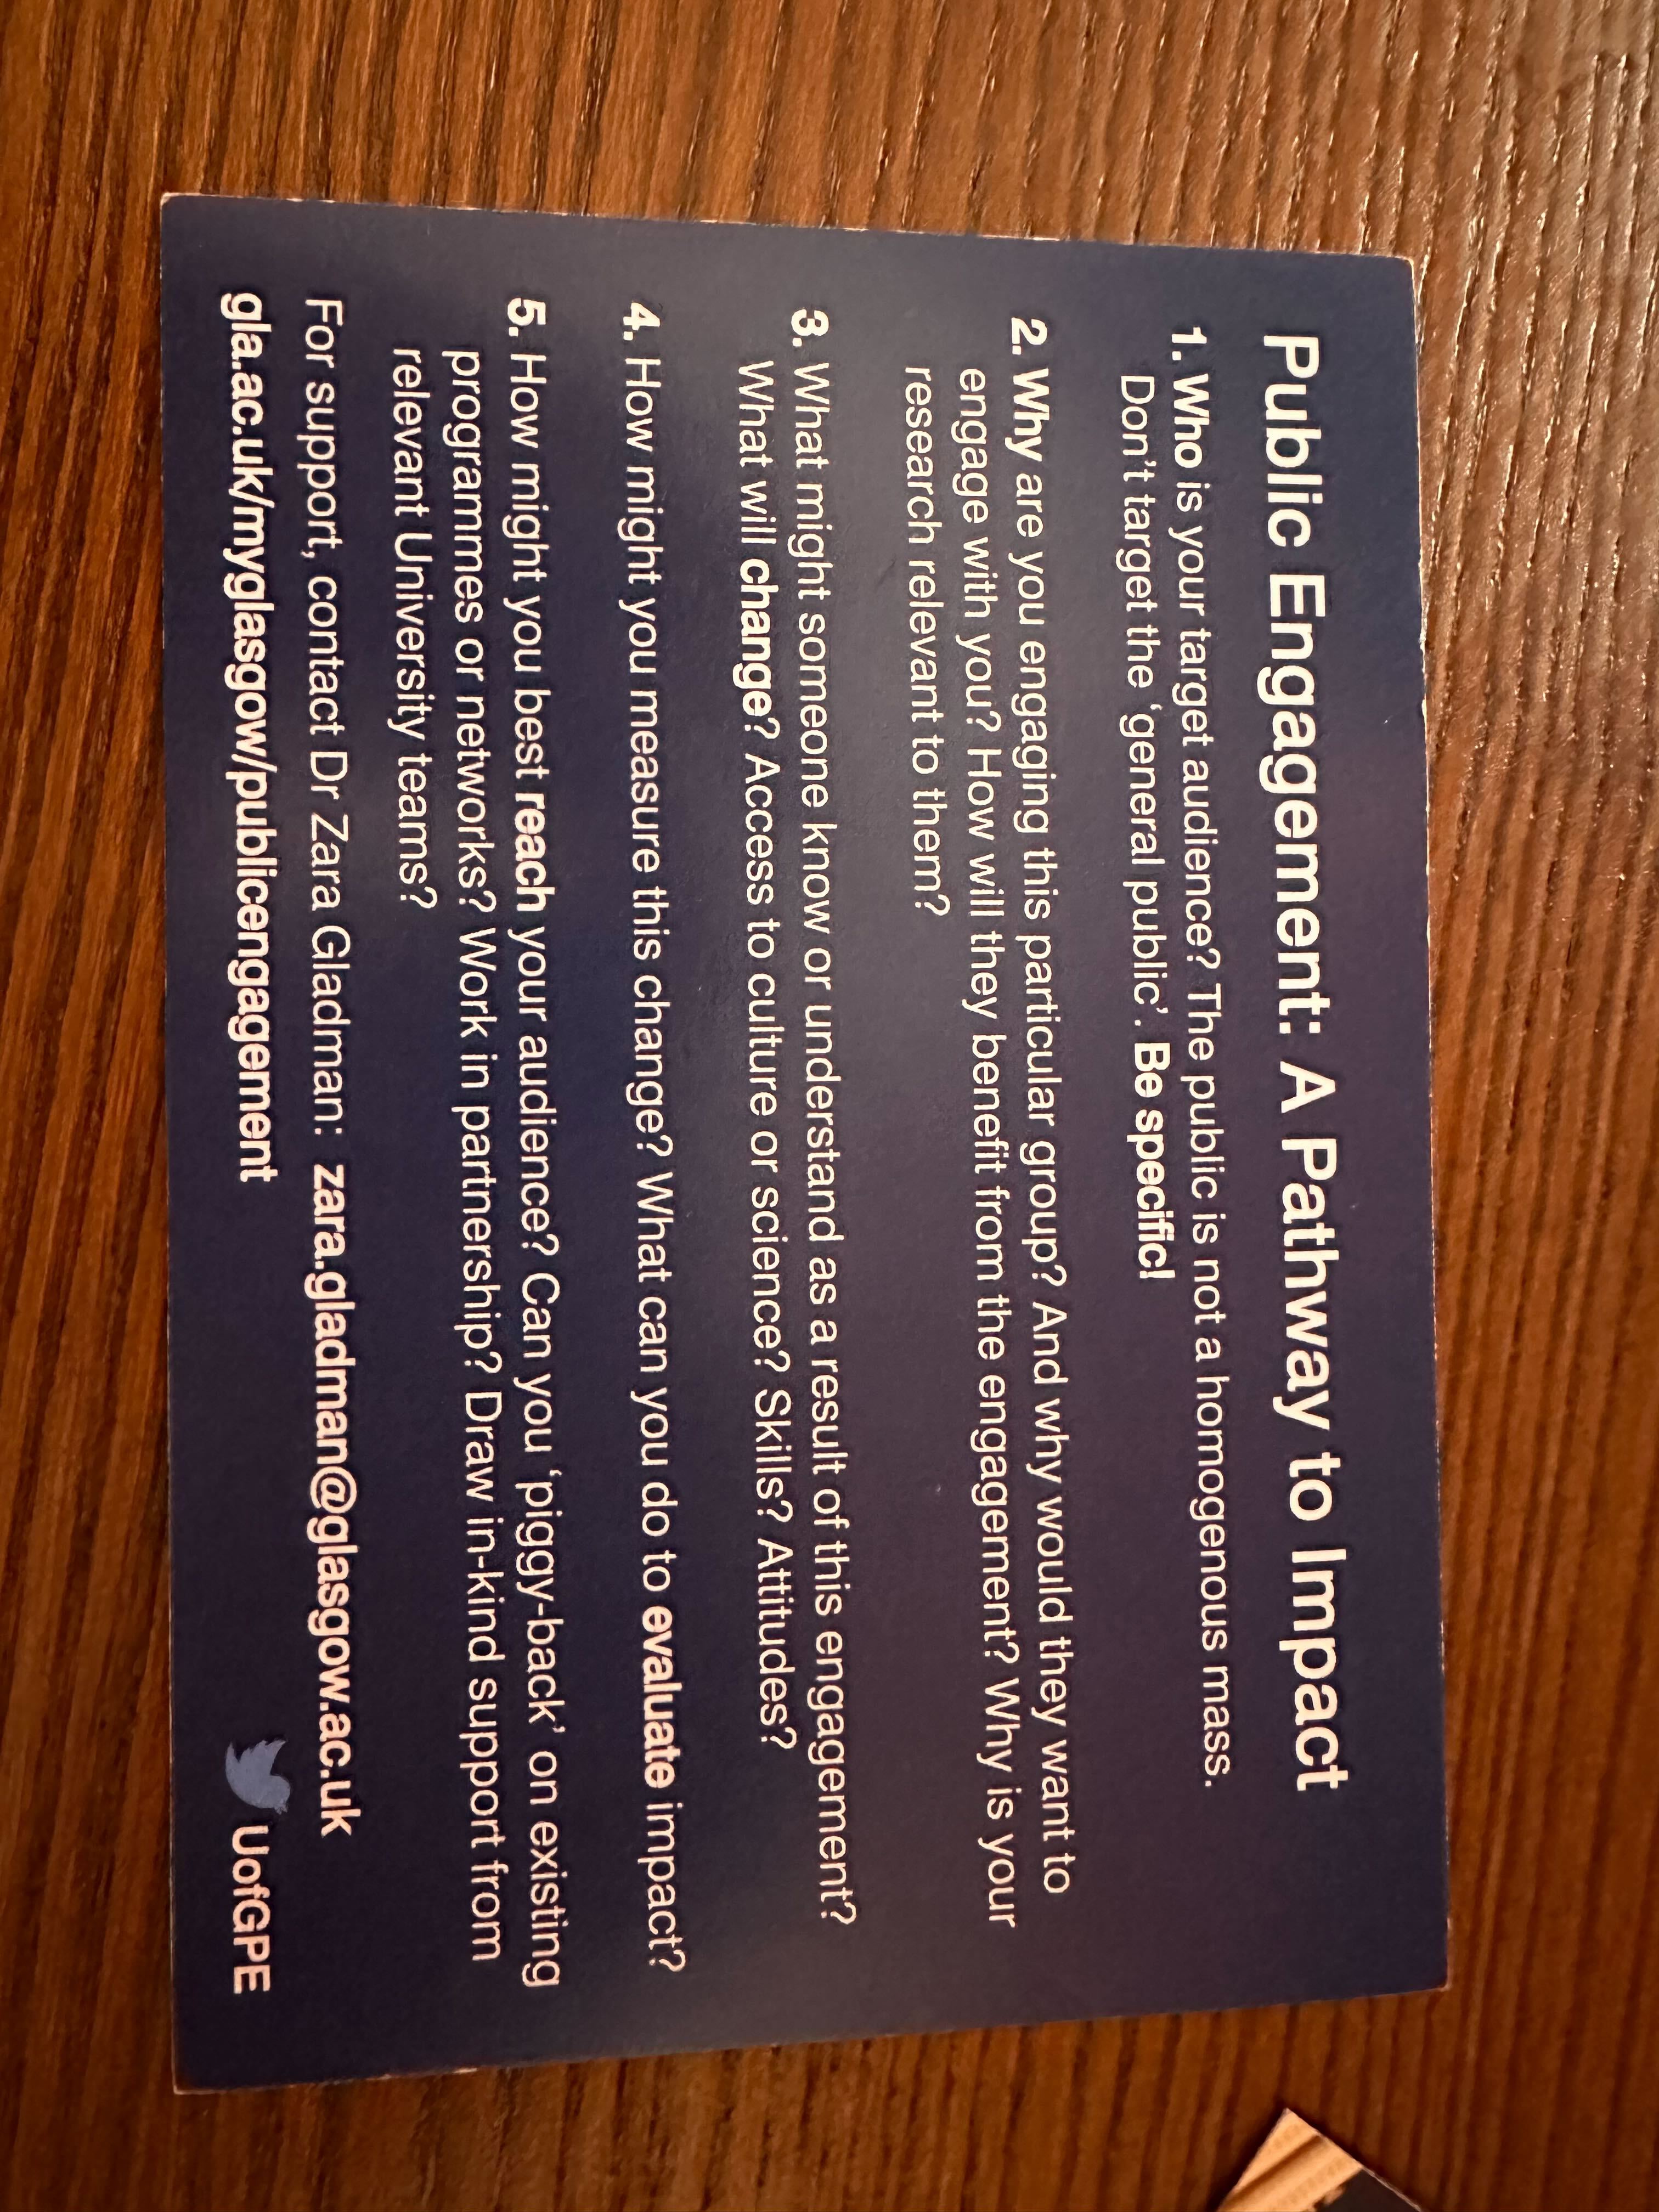 Public Engagement: A Pathway to Impact
1. Who is your target audience? The public is not a homogenous mass.
Don't target the ‘general public’. Be specific!
2. Why are you engaging this particular group? And why would they want to
engage with you? How will they benefit from the engagement? Why is your
research relevant to them?
3. What might someone know or understand as a result of this engagement?
What will change? Access to culture or science? Skills? Attitudes?
4. How might you measure this change? What can you do to evaluate impact?
5. How might you best reach your audience? Can you ‘piggy-back’ on existing
programmes or networks? Work in partnership? Draw in-kind support from
relevant University teams?
For support, contact Dr Zara Gladman: zara.gladman@glasgow.ac.uk
gla.ac.uk/myglasgow/publicengagement
UofGPE